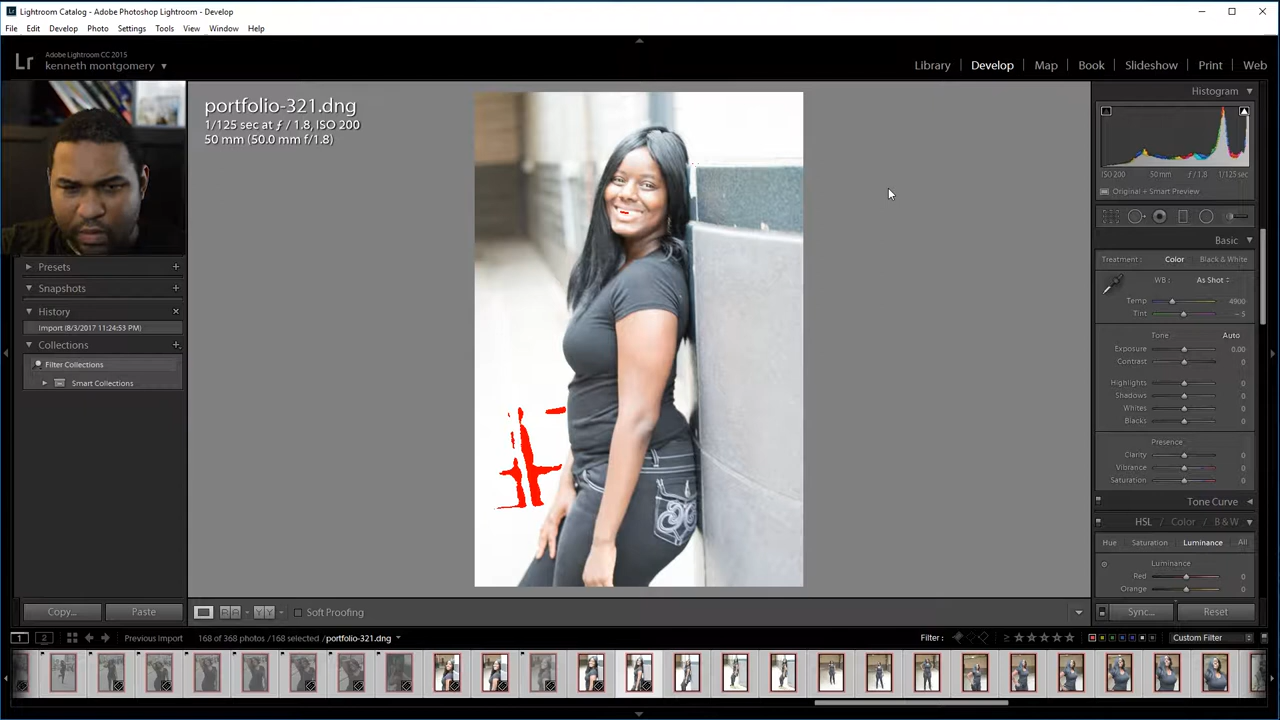 Lightroom Catalog - Adobe Photoshop Lightroom - Develop
File Edit Develop Photo Settings Tools View Window Help
Lr
Adobe Lightroom CC 2015
kenneth montgomery
Library Develop Map Book Slideshow Print Web
portfolio-321.dng
1/125 sec at ƒ / 1.8, ISO 200
50 mm (50.0 mm f/1.8)
Presets
Snapshots
History
Import (8/3/2017 11:24:53 PM)
Collections
Filter Collections
Smart Collections
Histogram
ISO 200 50 mm ƒ / 1.8 1/125 sec
Original + Smart Preview
Basic
Treatment: Color Black & White
WB: As Shot
Temp 4900
Tint - 5
Tone Auto
Exposure 0.00
Contrast 0
Highlights 0
Shadows 0
Whites 0
Blacks 0
Presence
Clarity 0
Vibrance 0
Saturation 0
Tone Curve
HSL / Color / B & W
Hue Saturation Luminance All
Luminance
Red 0
Orange 0
Copy... Paste
Soft Proofing
Sync... Reset
1 2 Previous Import 168 of 368 photos / 168 selected / portfolio-321.dng Filter : Custom Filter